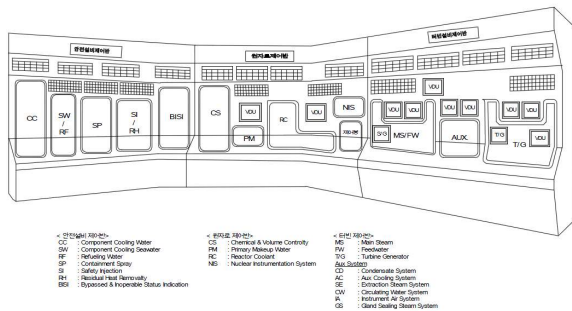 안전설비제어반
원자로제어반
터빈설비제어반
CC
SW
/
RF
SP
SI
/
RH
BISI
CS
VDU
PM
RC
VDU
NIS
VDU
VDU
VDU
S/G
MS/FW
VDU
VDU
AUX.
VDU
VDU
T/G
VDU
T/G
< 안전설비 제어반>
CC : Component Cooling Water
SW : Component Cooling Seawater
RF : Refueling Water
SP : Containment Spray
SI : Safety Injection
RH : Residual Heat Removalty
BISI : Bypassed & Inoperable Status Indication
< 원자로 제어반>
CS : Chemical & Volume Controlty
PM : Primary Makeup Water
RC : Reactor Coolant
NIS : Nuclear Instrumentation System
< 터빈 제어반>
MS : Main Steam
FW : Feedwater
T/G : Turbine Generator
Aux System
CD : Condensate System
AC : Aux Cooling System
SE : Extraction Steam System
CW : Circulating Water System
IA : Instrument Air System
GS : Gland Sealing Steam System